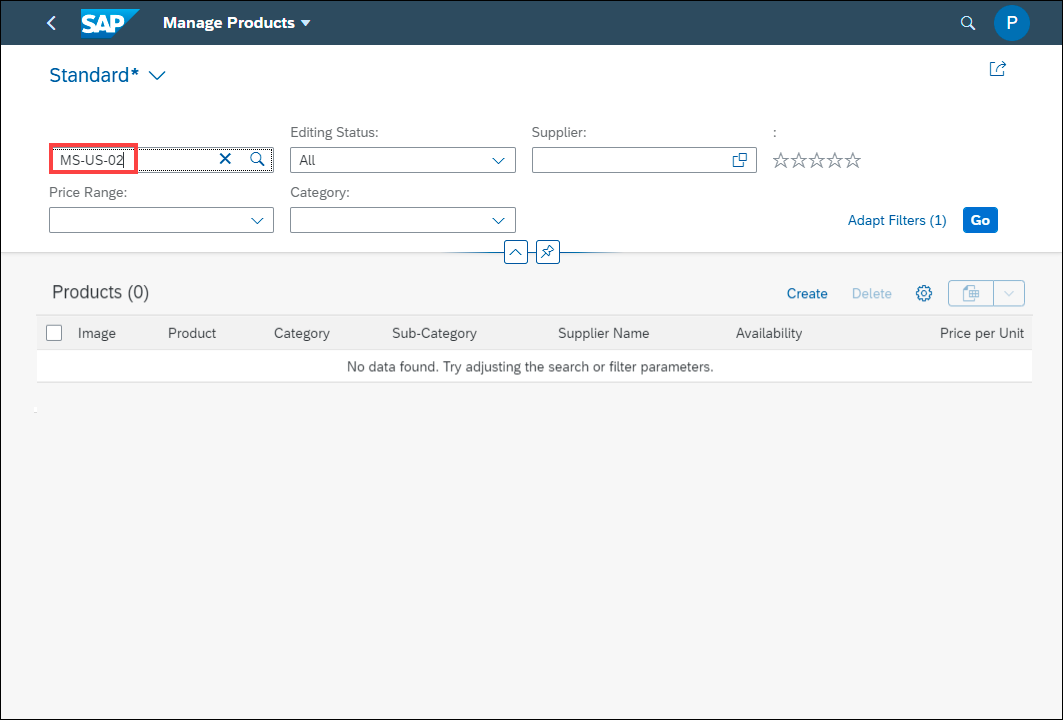 SAP Manage Products P
Standard*
Editing Status: Supplier: :
MS-US-02 All
Price Range: Category:
Adapt Filters (1) Go
Products (0) Create Delete
Image Product Category Sub-Category Supplier Name Availability Price per Unit
No data found. Try adjusting the search or filter parameters.